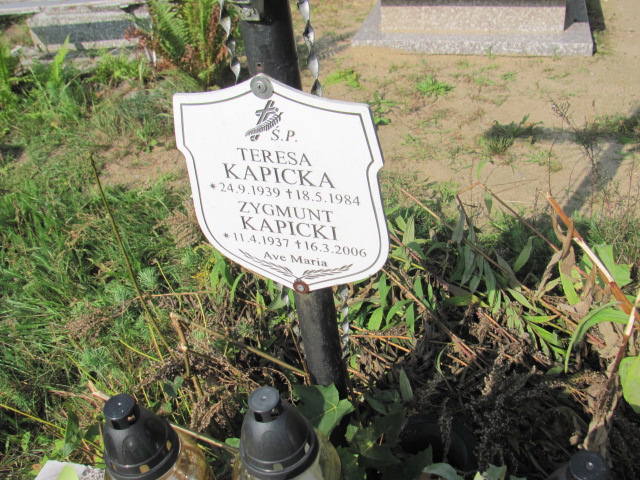 Ś.P.
TERESA
KAPICKA
* 24.9.1939 † 18.5.1984
ZYGMUNT
KAPICKI
* 11.4.1937 † 16.3.2006
Ave Maria